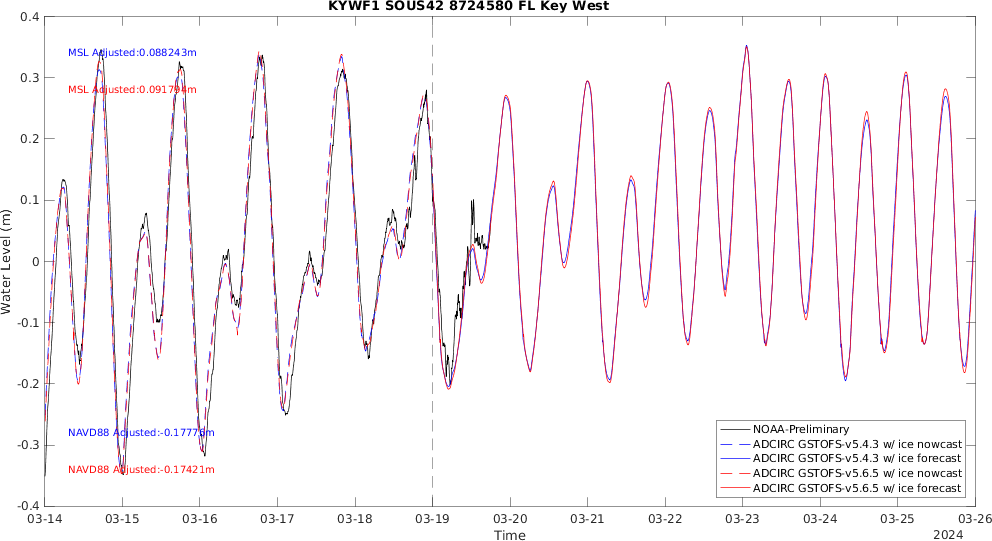 KYWF1 SOUS42 8724580 FL Key West
Water Level (m)
0.4
0.3
0.2
0.1
0
-0.1
-0.2
-0.3
-0.4
MSL Adjusted:0.088243m
MSL Adjusted:0.091794m
NAVD88 Adjusted:-0.17776m
NAVD88 Adjusted:-0.17421m
NOAA-Preliminary
ADCIRC GSTOFS-v5.4.3 w/ ice nowcast
ADCIRC GSTOFS-v5.4.3 w/ ice forecast
ADCIRC GSTOFS-v5.6.5 w/ ice nowcast
ADCIRC GSTOFS-v5.6.5 w/ ice forecast
03-14 03-15 03-16 03-17 03-18 03-19 03-20 03-21 03-22 03-23 03-24 03-25 03-26
Time
2024